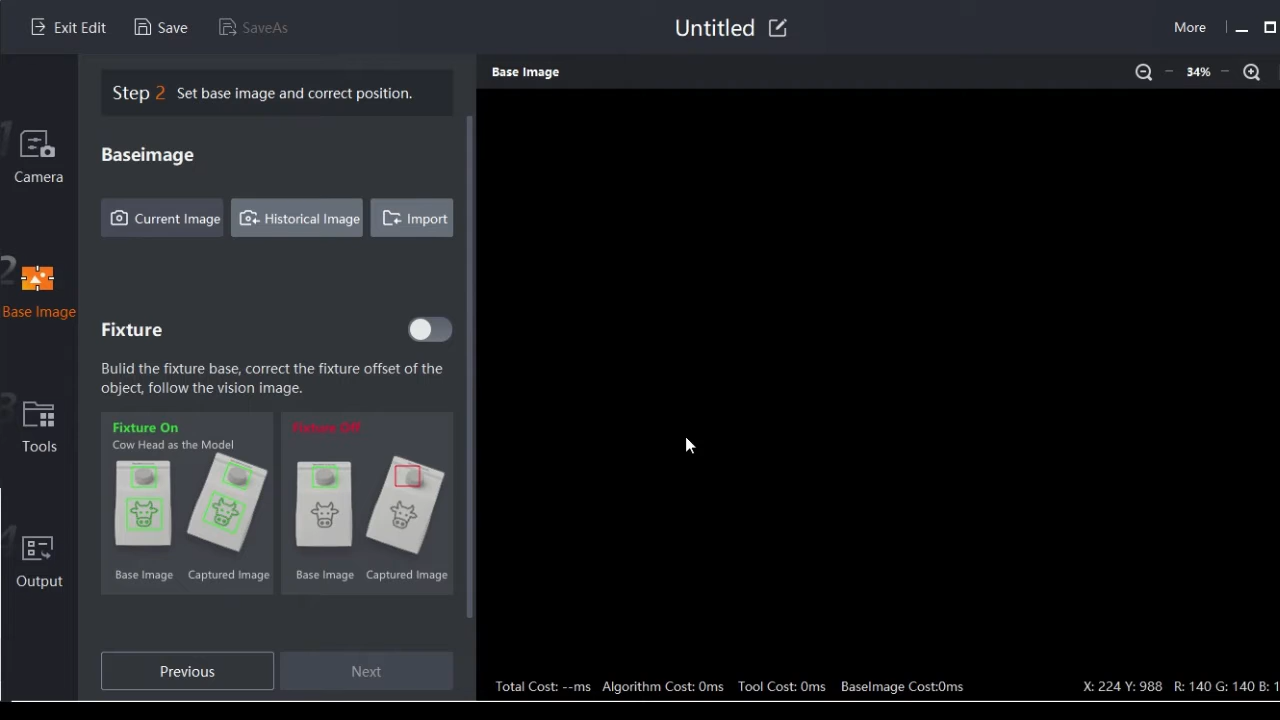 Exit Edit Save SaveAs Untitled More
Step 2 Set base image and correct position.
Base Image 34%
1
Camera
Baseimage
Current Image Historical Image Import
2
Base Image
Fixture
Bulid the fixture base, correct the fixture offset of the
object, follow the vision image.
3
Tools
Fixture On
Cow Head as the Model
Fixture Off
Base Image Captured Image Base Image Captured Image
4
Output
Previous Next
Total Cost: --ms Algorithm Cost: 0ms Tool Cost: 0ms BaseImage Cost:0ms X: 224 Y: 988 R: 140 G: 140 B: 1